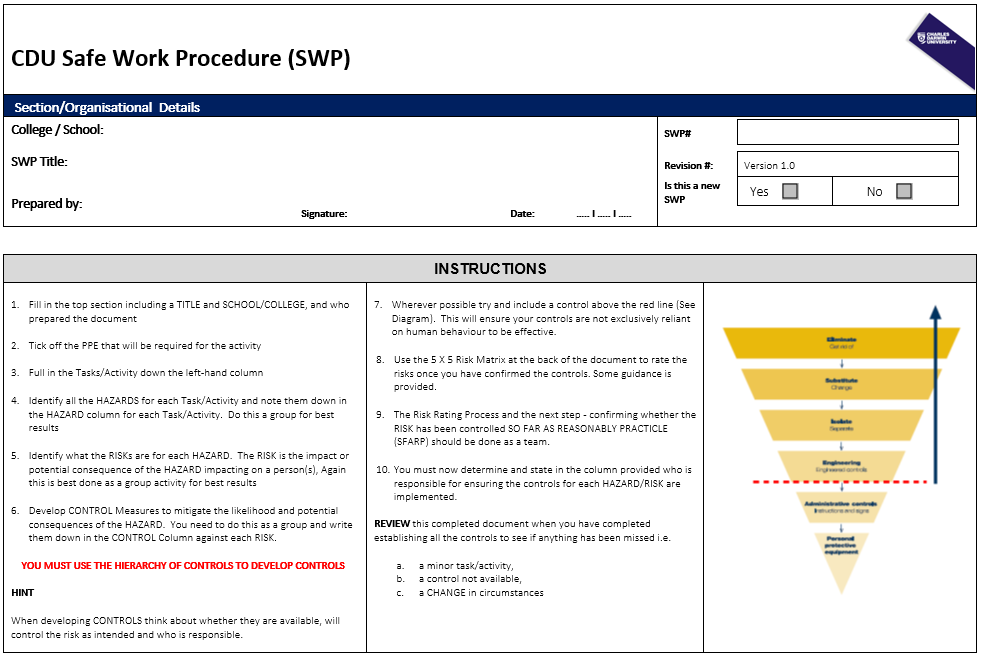 CDU Safe Work Procedure (SWP)
CHARLES
DARWIN
UNIVERSITY
Section/Organisational Details
College / School:
SWP Title:
Prepared by:
Signature:
Date:
..... I ..... I .....
SWP#
Revision #:
Version 1.0
Is this a new
SWP
Yes
No
INSTRUCTIONS
1. Fill in the top section including a TITLE and SCHOOL/COLLEGE, and who
prepared the document
2. Tick off the PPE that will be required for the activity
3. Full in the Tasks/Activity down the left-hand column
4. Identify all the HAZARDS for each Task/Activity and note them down in
the HAZARD column for each Task/Activity. Do this a group for best
results
5. Identify what the RISKs are for each HAZARD. The RISK is the impact or
potential consequence of the HAZARD impacting on a person(s), Again
this is best done as a group activity for best results
6. Develop CONTROL Measures to mitigate the likelihood and potential
consequences of the HAZARD. You need to do this as a group and write
them down in the CONTROL Column against each RISK.
YOU MUST USE THE HIERARCHY OF CONTROLS TO DEVELOP CONTROLS
HINT
When developing CONTROLS think about whether they are available, will
control the risk as intended and who is responsible.
7. Wherever possible try and include a control above the red line (See
Diagram). This will ensure your controls are not exclusively reliant
on human behaviour to be effective.
8. Use the 5 X 5 Risk Matrix at the back of the document to rate the
risks once you have confirmed the controls. Some guidance is
provided.
9. The Risk Rating Process and the next step - confirming whether the
RISK has been controlled SO FAR AS REASONABLY PRACTICLE
(SFARP) should be done as a team.
10. You must now determine and state in the column provided who is
responsible for ensuring the controls for each HAZARD/RISK are
implemented.
REVIEW this completed document when you have completed
establishing all the controls to see if anything has been missed i.e.
a. a minor task/activity,
b. a control not available,
c. a CHANGE in circumstances
Eliminate
Get rid of
Substitute
Change
Isolate
Separate
Engineering
Engineered controls
Administrative controls
Instructions and signs
Personal
protective
equipment